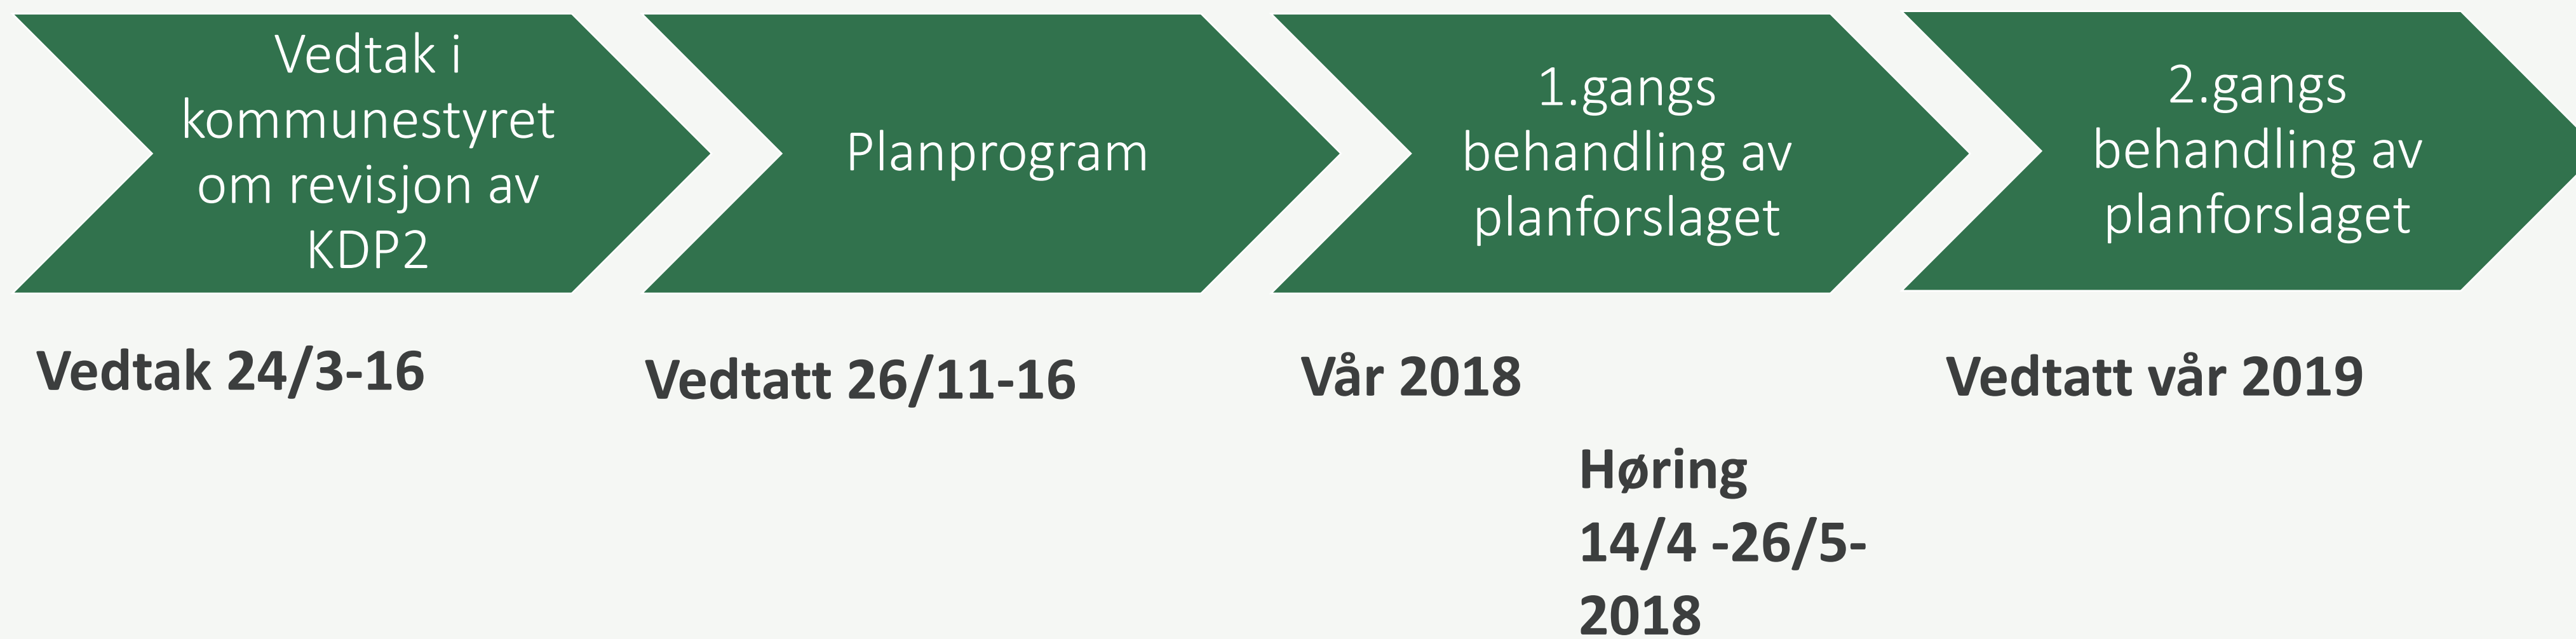 Vedtak i
kommunestyret
om revisjon av
KDP2
Planprogram
1.gangs
behandling av
planforslaget
2.gangs
behandling av
planforslaget
Vedtak 24/3-16
Vedtatt 26/11-16
Vår 2018
Vedtatt vår 2019
Høring
14/4 -26/5-
2018